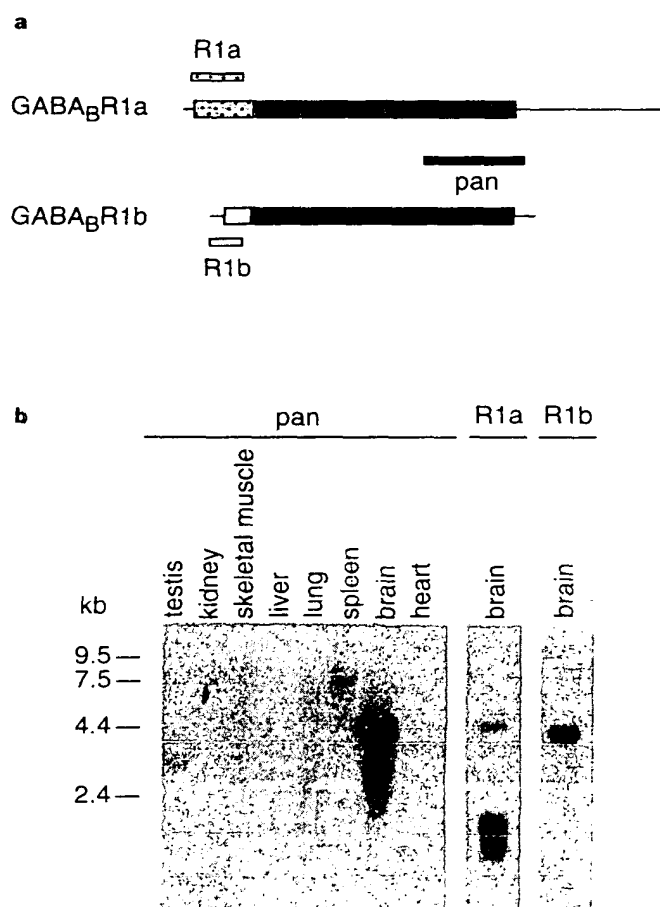 a
R1a
GABABR1a
pan
GABABR1b
R1b
b
pan
R1a
R1b
testis
kidney
skeletal muscle
liver
lung
spleen
brain
heart
brain
brain
kb
9.5
7.5
4.4
2.4